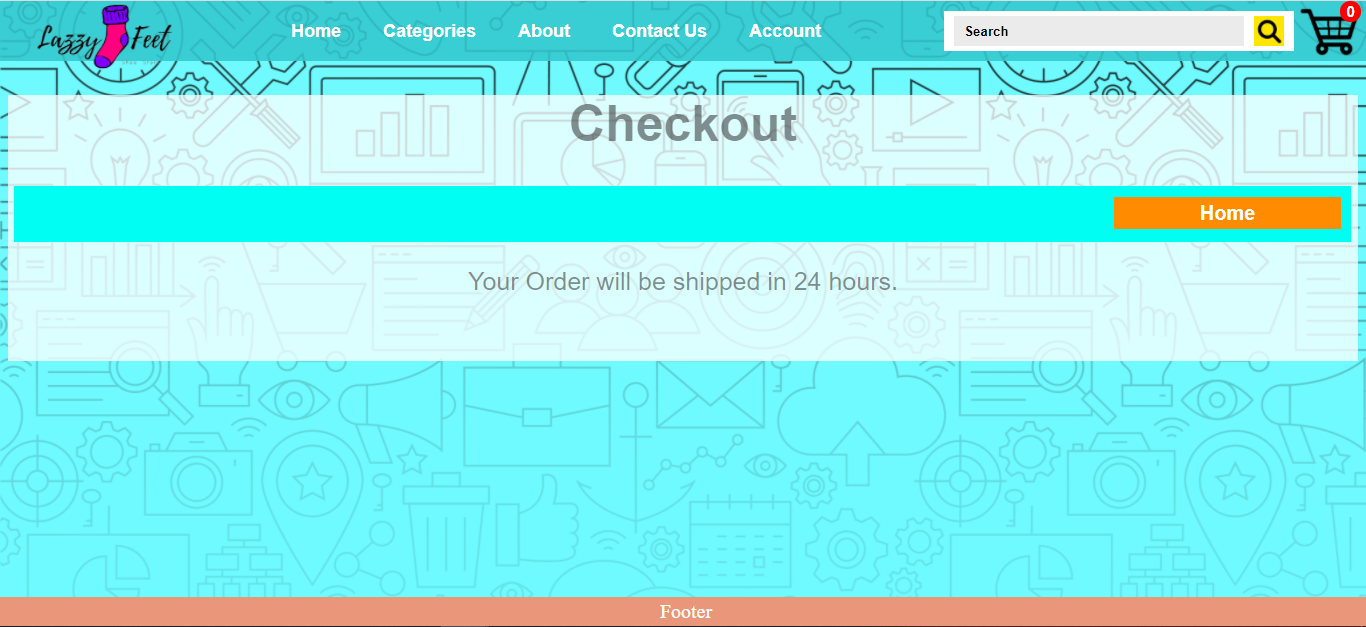 Lazzy Feet
Home
Categories
About
Contact Us
Account
Search
0
Checkout
Home
Your Order will be shipped in 24 hours.
Footer